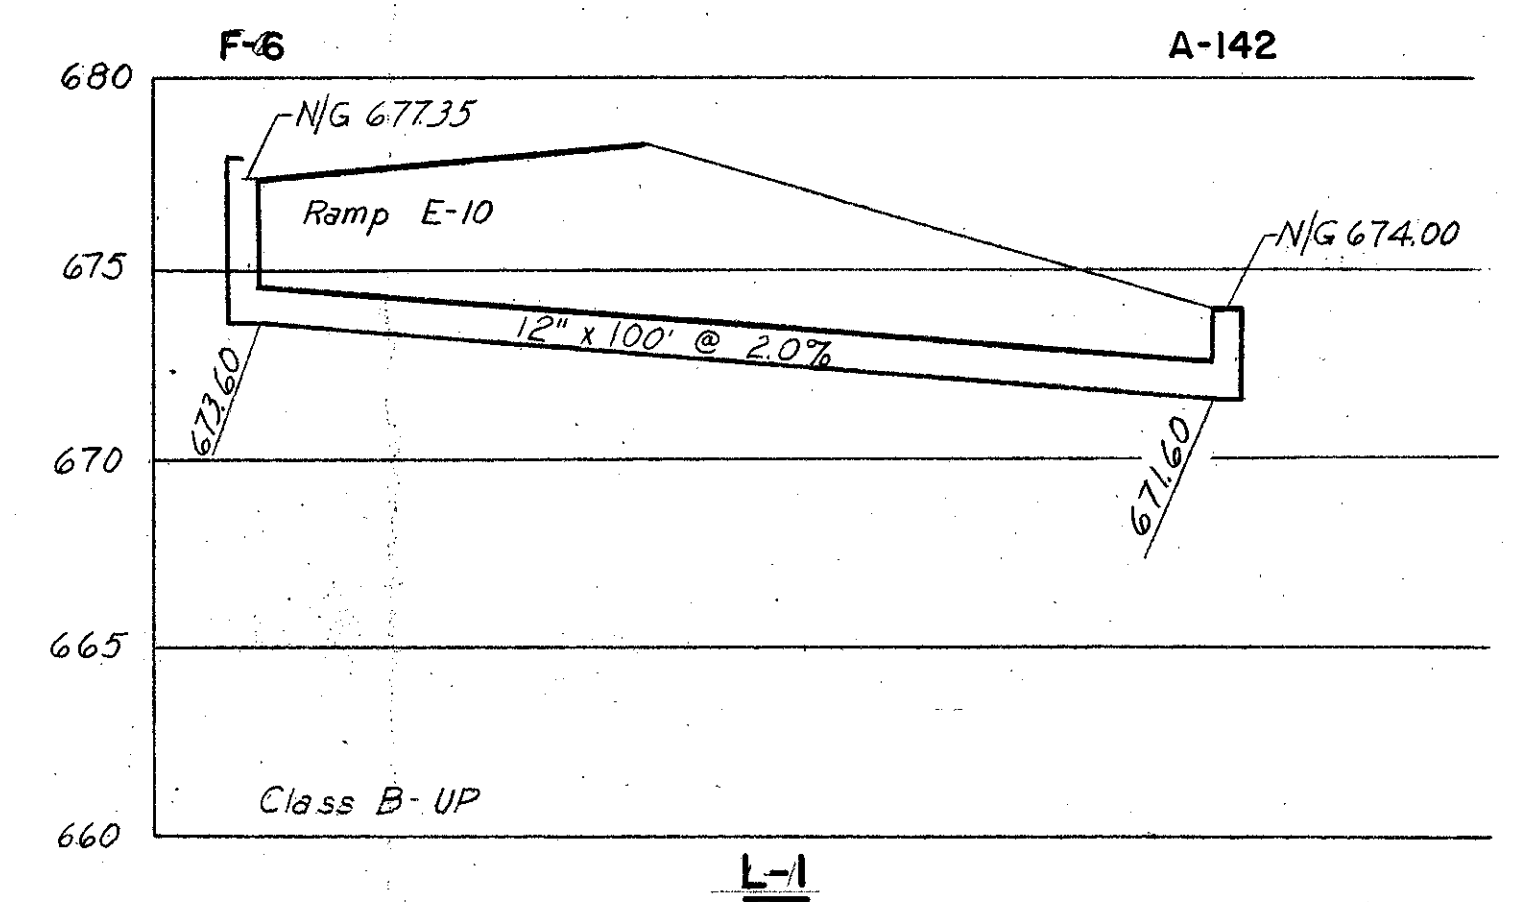 F-6
A-142
680
N/G 677.35
Ramp E-10
N/G 674.00
675
12" x 100' @ 2.0%
673.60
670
671.60
665
Class B-UP
660
L-1